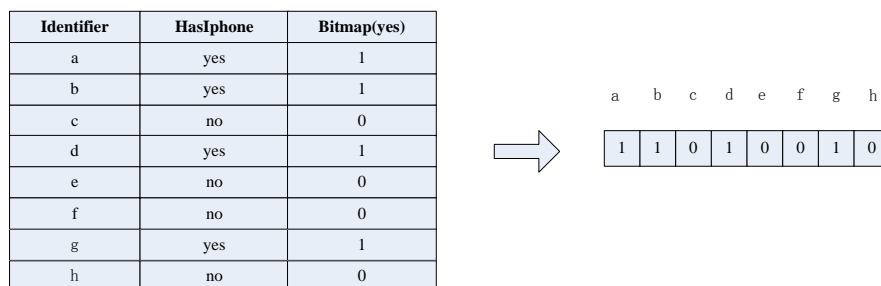 Identifier HasIphone Bitmap(yes)
a yes 1
b yes 1
c no 0
d yes 1
e no 0
f no 0
g yes 1
h no 0
a b c d e f g h
1 1 0 1 0 0 1 0